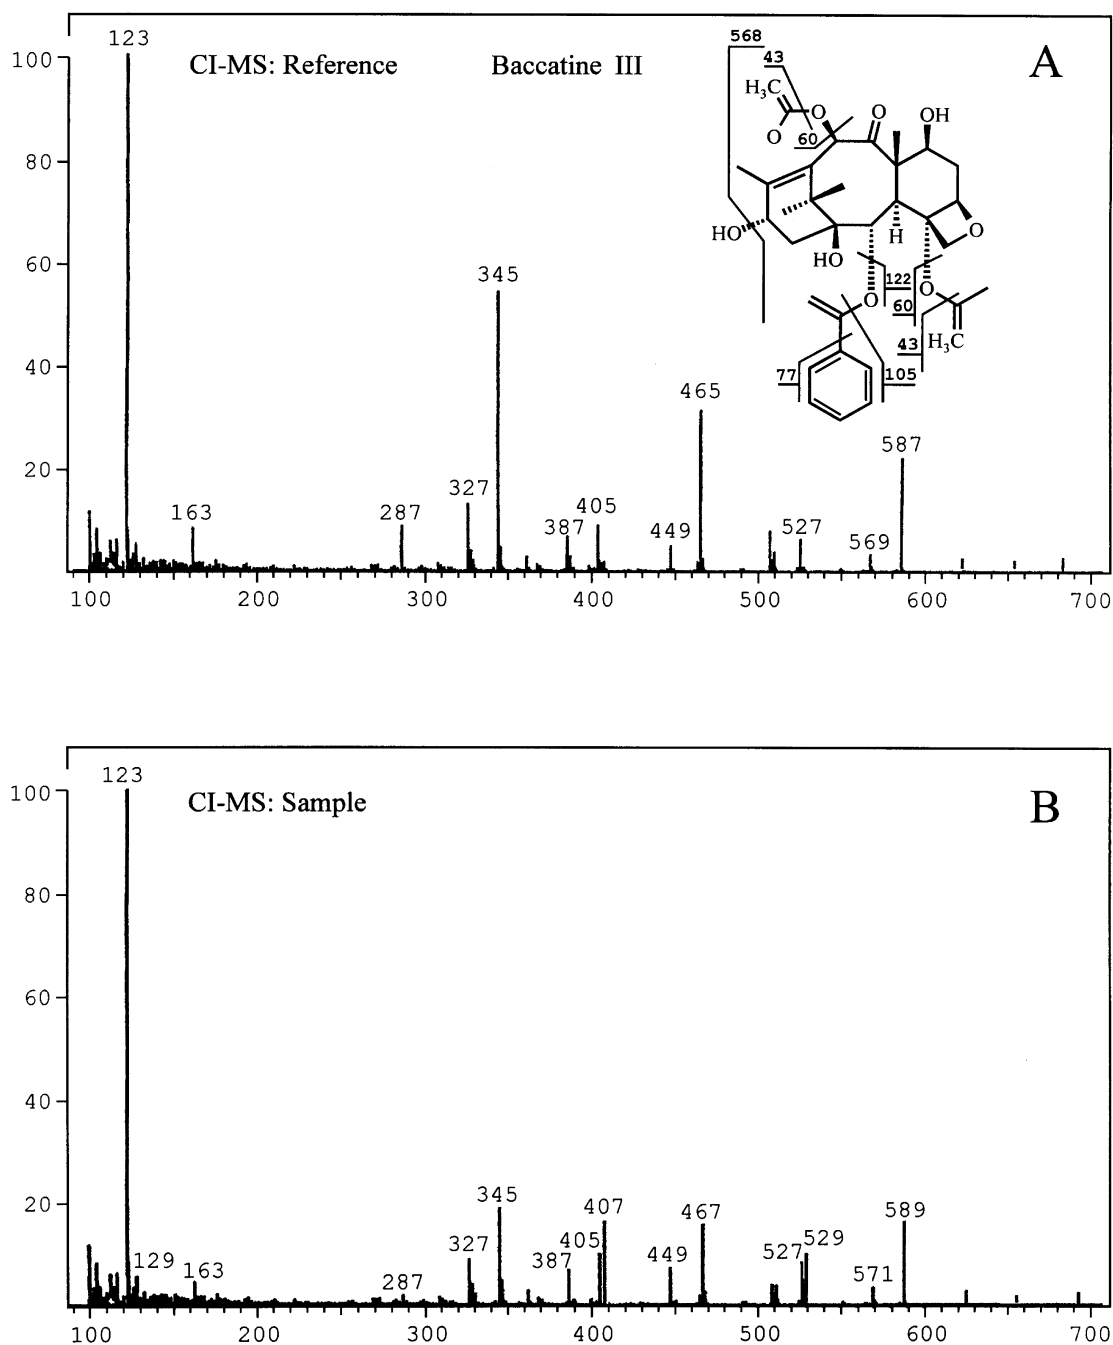 CI-MS: Reference
Baccatine III
A
100
80
60
40
20
123
163
287
327
345
387
405
449
465
527
569
587
568
43
H₃C
O
O
60
O
OH
HO
HO
H
O
122
O
60
O
43
H₃C
77
105
100 200 300 400 500 600 700
CI-MS: Sample
B
100
80
60
40
20
123
129
163
287
327
345
387
405
407
449
467
527
529
571
589
100 200 300 400 500 600 700